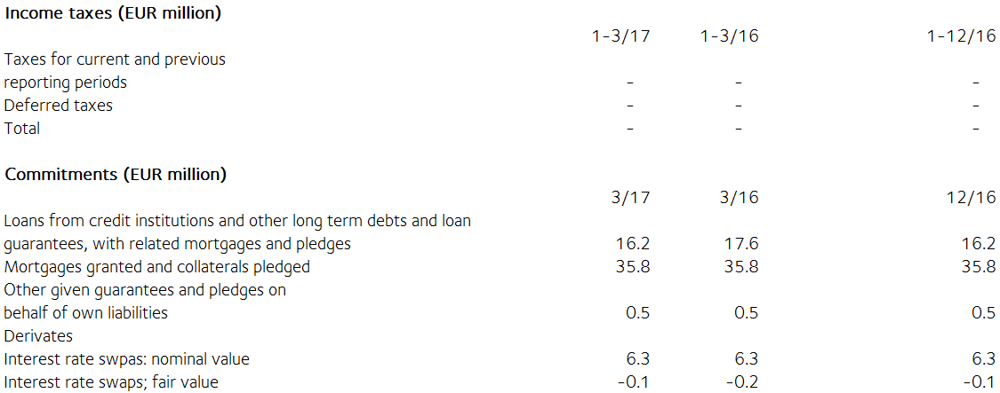 Income taxes (EUR million)
1-3/17 1-3/16 1-12/16
Taxes for current and previous
reporting periods - - -
Deferred taxes - - -
Total - - -
Commitments (EUR million)
3/17 3/16 12/16
Loans from credit institutions and other long term debts and loan
guarantees, with related mortgages and pledges 16.2 17.6 16.2
Mortgages granted and collaterals pledged 35.8 35.8 35.8
Other given guarantees and pledges on
behalf of own liabilities 0.5 0.5 0.5
Derivates
Interest rate swpas: nominal value 6.3 6.3 6.3
Interest rate swaps; fair value -0.1 -0.2 -0.1